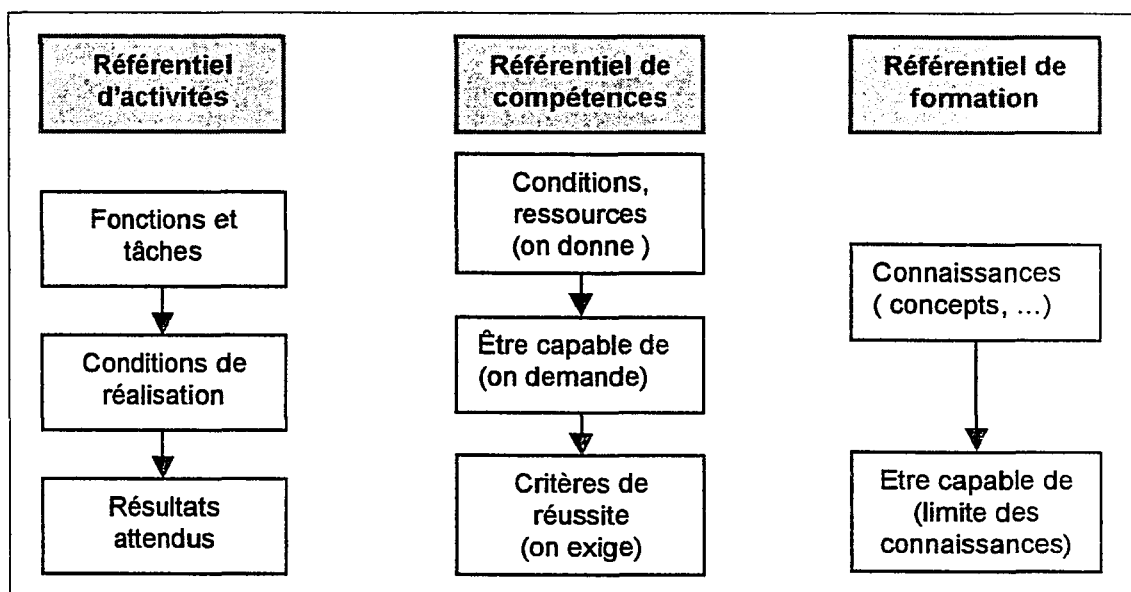 Référentiel
d'activités
Fonctions et
tâches
Conditions de
réalisation
Résultats
attendus
Référentiel de
compétences
Conditions,
ressources
(on donne )
Être capable de
(on demande)
Critères de
réussite
(on exige)
Référentiel de
formation
Connaissances
( concepts, ...)
Etre capable de
(limite des
connaissances)